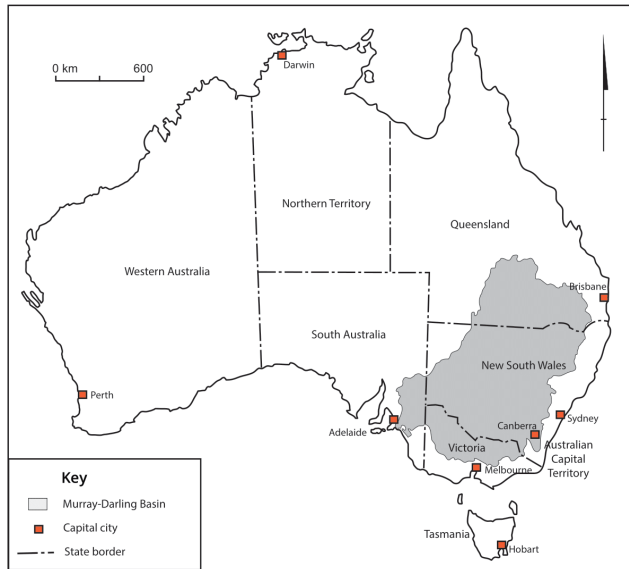 0 km 600
Darwin
Northern Territory
Queensland
Western Australia
Brisbane
South Australia
New South Wales
Perth
Sydney
Adelaide
Canberra
Victoria
Australian
Capital
Territory
Melbourne
Tasmania
Hobart
Key
Murray-Darling Basin
Capital city
State border